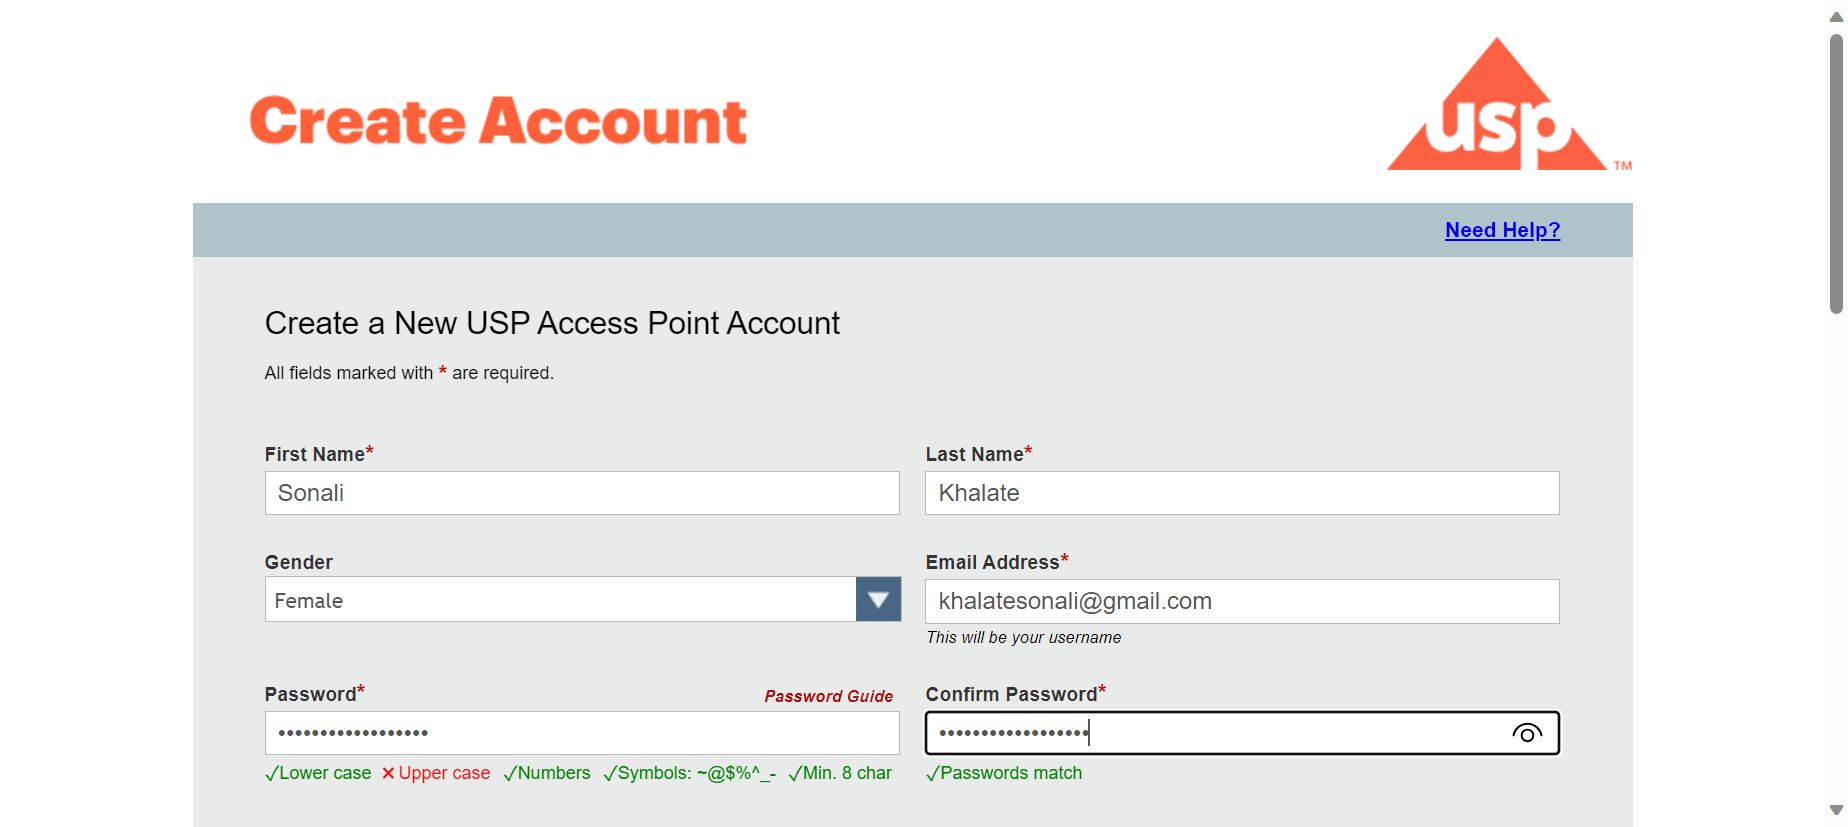 Create Account
usp TM
Need Help?
Create a New USP Access Point Account
All fields marked with * are required.
First Name* Last Name*
Sonali Khalate
Gender Email Address*
Female khalatesonali@gmail.com
This will be your username
Password* Password Guide Confirm Password*
•••••••••••••••••• ••••••••••••••••••
✓Lower case ✕ Upper case ✓Numbers ✓Symbols: ~@$%^_- ✓Min. 8 char ✓Passwords match